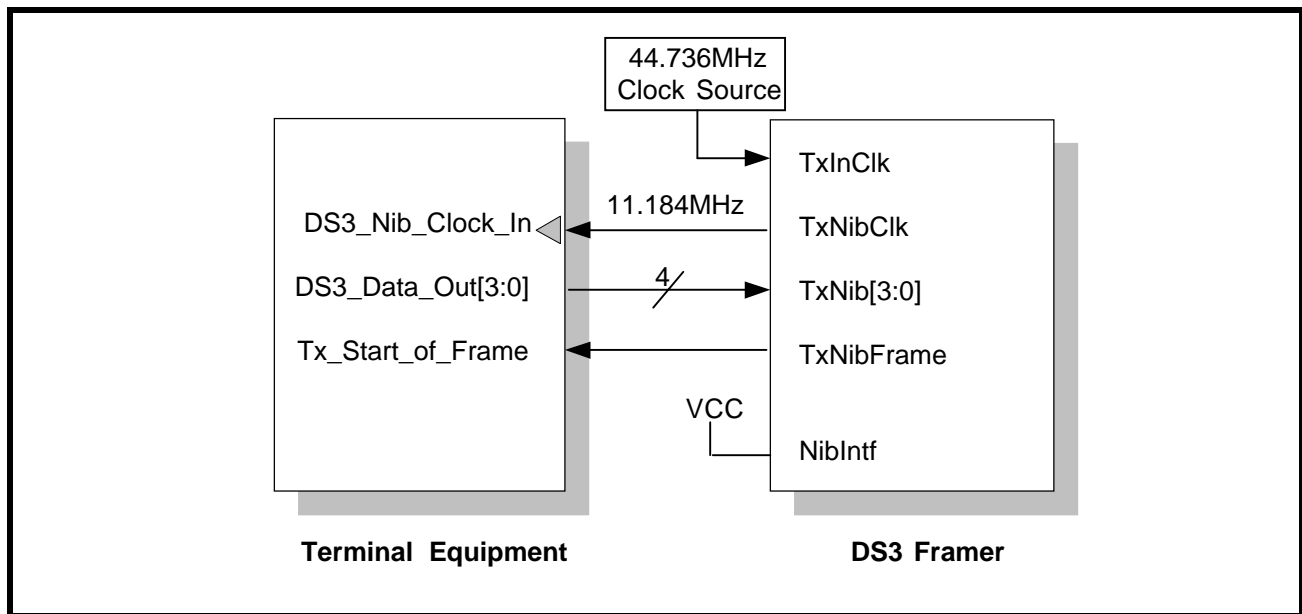 44.736MHz
Clock Source
TxInClk
11.184MHz
DS3_Nib_Clock_In
TxNibClk
DS3_Data_Out[3:0]
4
TxNib[3:0]
Tx_Start_of_Frame
TxNibFrame
VCC
NibIntf
Terminal Equipment
DS3 Framer